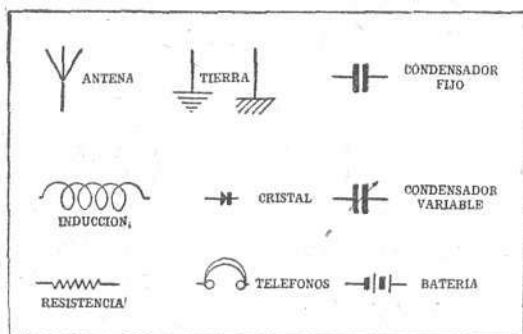 ANTENA
TIERRA
CONDENSADOR
FIJO
INDUCCION
CRISTAL
CONDENSADOR
VARIABLE
RESISTENCIA
TELEFONOS
BATERIA